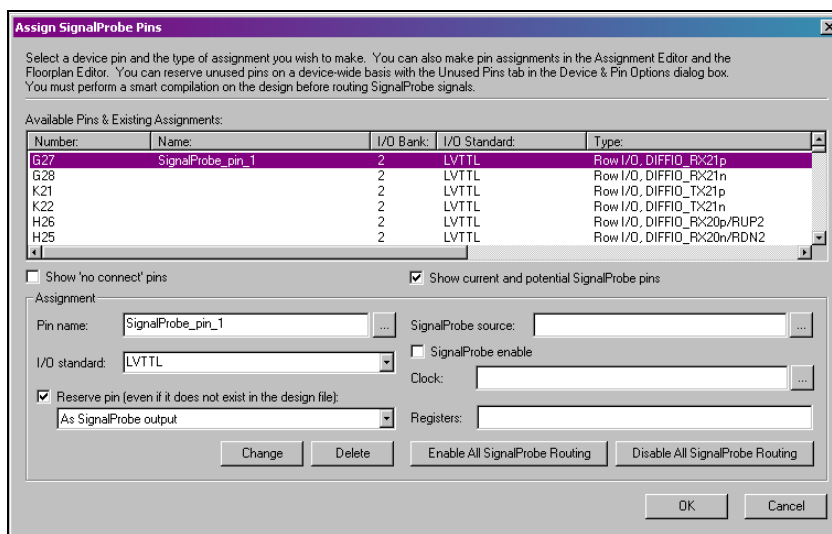 Assign SignalProbe Pins
Select a device pin and the type of assignment you wish to make. You can also make pin assignments in the Assignment Editor and the
Floorplan Editor. You can reserve unused pins on a device-wide basis with the Unused Pins tab in the Device & Pin Options dialog box.
You must perform a smart compilation on the design before routing SignalProbe signals.
Available Pins & Existing Assignments:
Number: Name: I/O Bank: I/O Standard: Type:
G27 SignalProbe_pin_1 2 LVTTL Row I/O, DIFFIO_RX21p
G28 2 LVTTL Row I/O, DIFFIO_RX21n
K21 2 LVTTL Row I/O, DIFFIO_TX21p
K22 2 LVTTL Row I/O, DIFFIO_TX21n
H26 2 LVTTL Row I/O, DIFFIO_RX20p/RUP2
H25 2 LVTTL Row I/O, DIFFIO_RX20n/RDN2
Show 'no connect' pins Show current and potential SignalProbe pins
Assignment
Pin name: SignalProbe_pin_1 ... SignalProbe source: ...
SignalProbe enable
I/O standard: LVTTL
Clock: ...
Reserve pin (even if it does not exist in the design file):
As SignalProbe output Registers:
Change Delete Enable All SignalProbe Routing Disable All SignalProbe Routing
OK Cancel